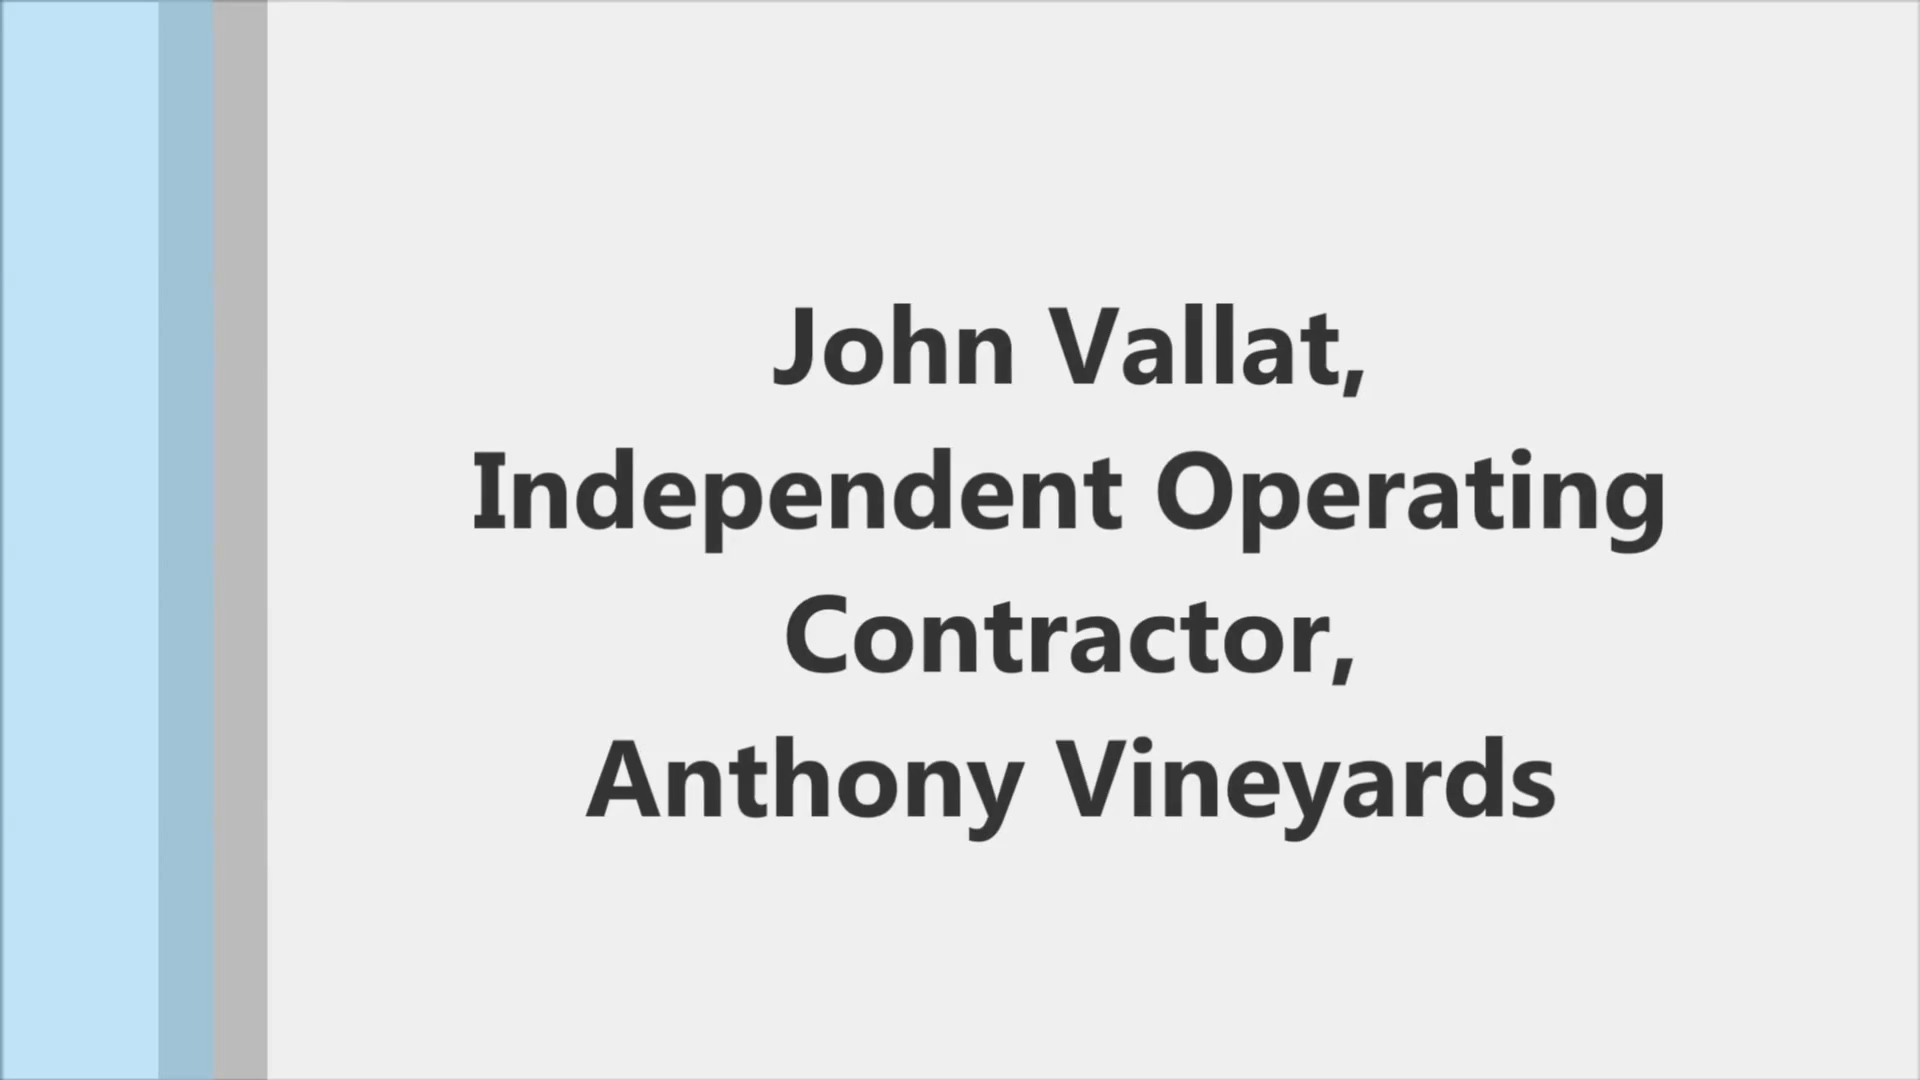 John Vallat,
Independent Operating
Contractor,
Anthony Vineyards